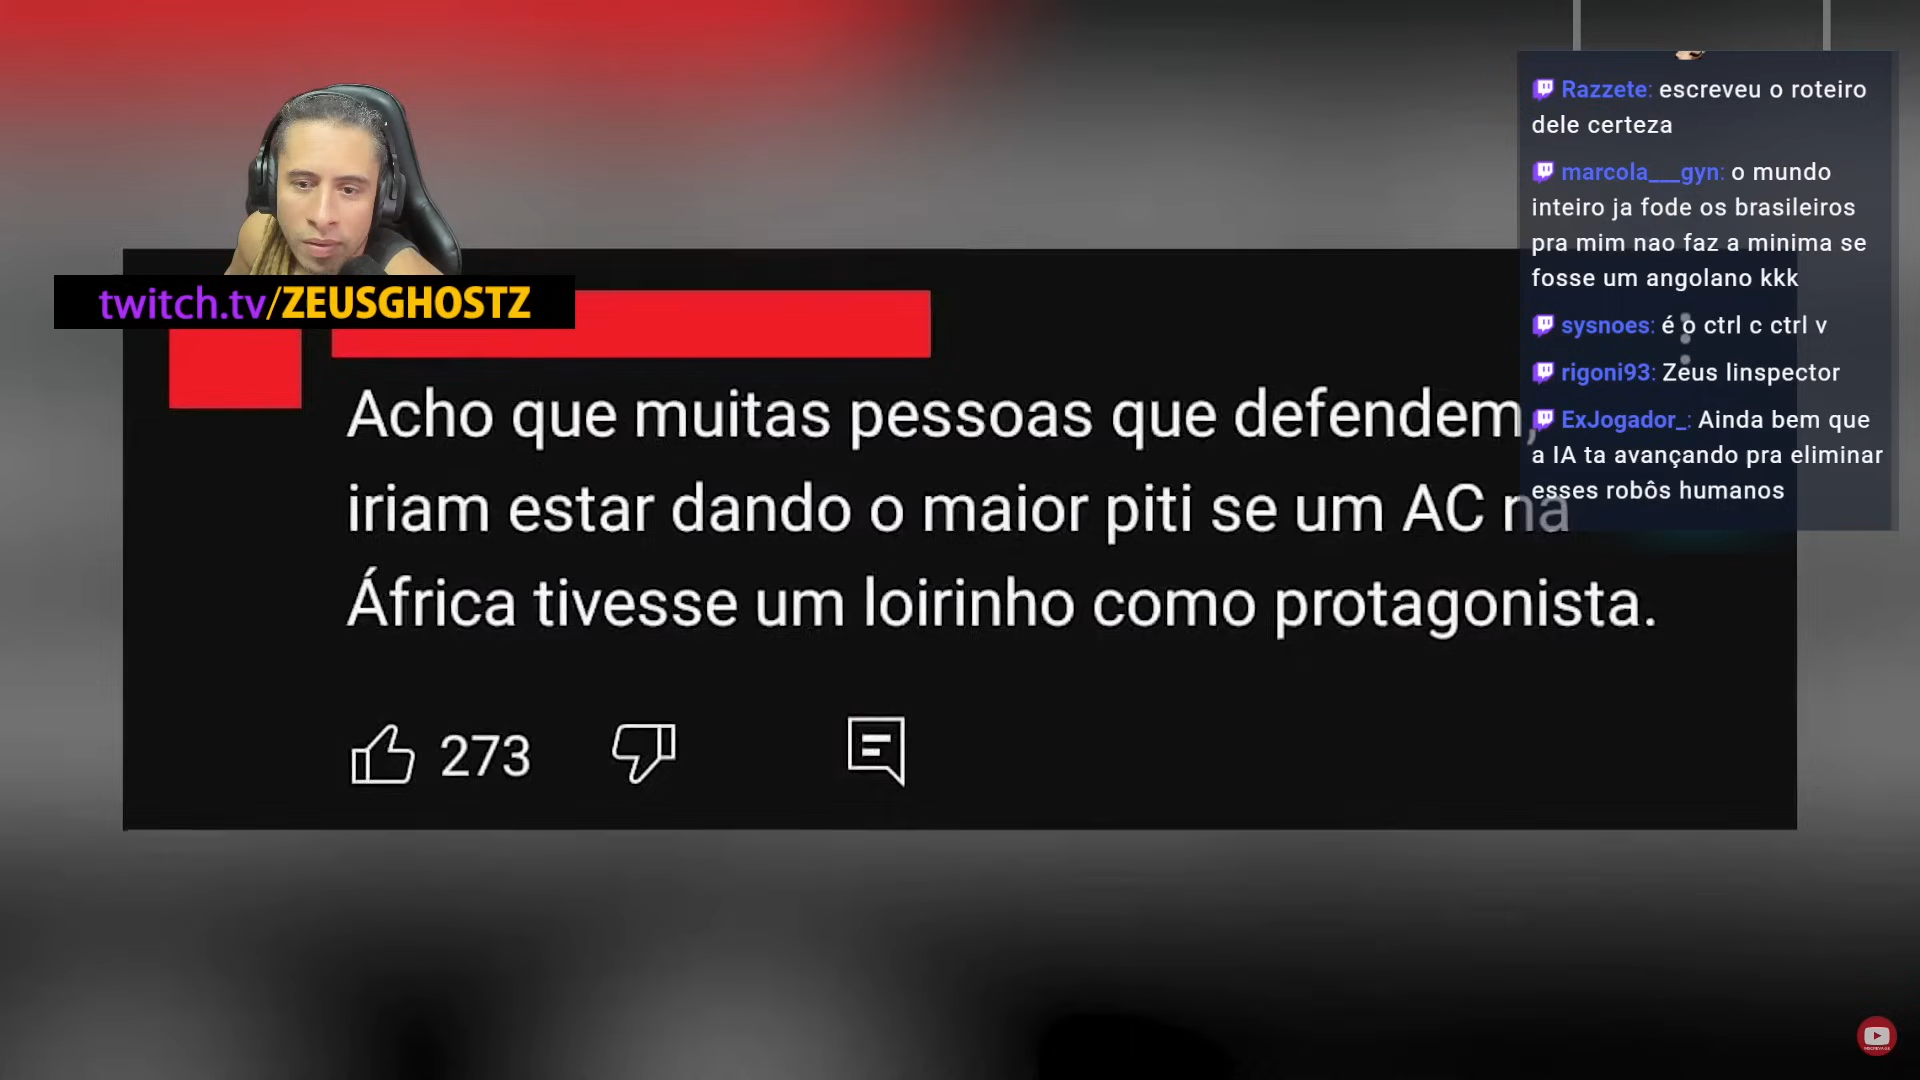 twitch.tv/ZEUSGHOSTZ
Acho que muitas pessoas que defendem,
iriam estar dando o maior piti se um AC na
África tivesse um loirinho como protagonista.
273
Razzete: escreveu o roteiro
dele certeza
marcola___gyn: o mundo
inteiro ja fode os brasileiros
pra mim nao faz a minima se
fosse um angolano kkk
sysnoes: é o ctrl c ctrl v
rigoni93: Zeus linspector
ExJogador_: Ainda bem que
a IA ta avançando pra eliminar
esses robôs humanos